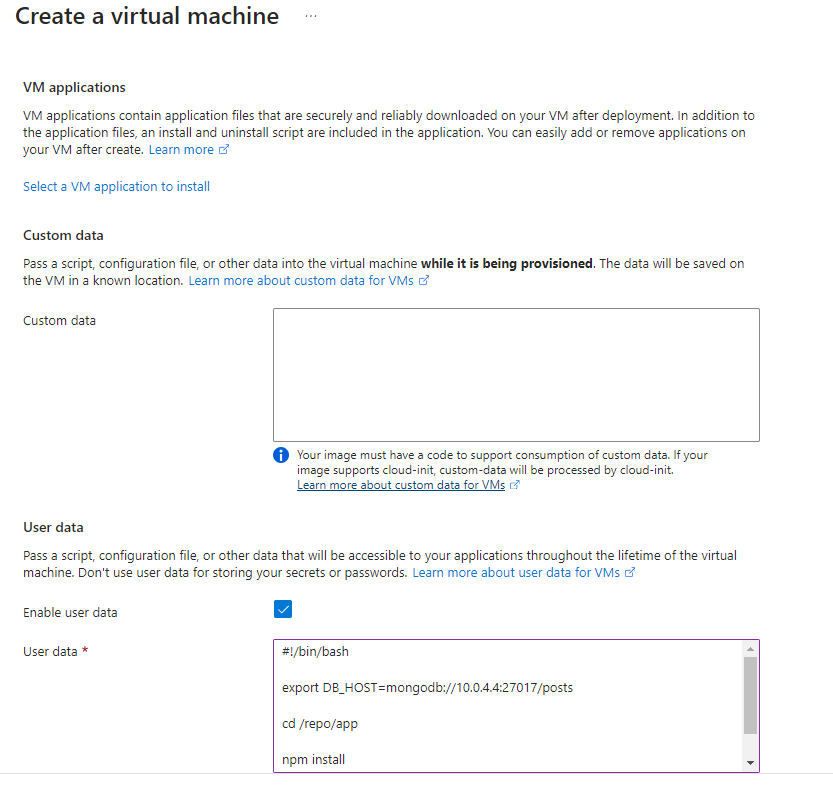 Create a virtual machine ...
VM applications
VM applications contain application files that are securely and reliably downloaded on your VM after deployment. In addition to
the application files, an install and uninstall script are included in the application. You can easily add or remove applications on
your VM after create. Learn more
Select a VM application to install
Custom data
Pass a script, configuration file, or other data into the virtual machine while it is being provisioned. The data will be saved on
the VM in a known location. Learn more about custom data for VMs
Custom data
Your image must have a code to support consumption of custom data. If your
image supports cloud-init, custom-data will be processed by cloud-init.
Learn more about custom data for VMs
User data
Pass a script, configuration file, or other data that will be accessible to your applications throughout the lifetime of the virtual
machine. Don't use user data for storing your secrets or passwords. Learn more about user data for VMs
Enable user data
User data *
#!/bin/bash
export DB_HOST=mongodb://10.0.4.4:27017/posts
cd /repo/app
npm install